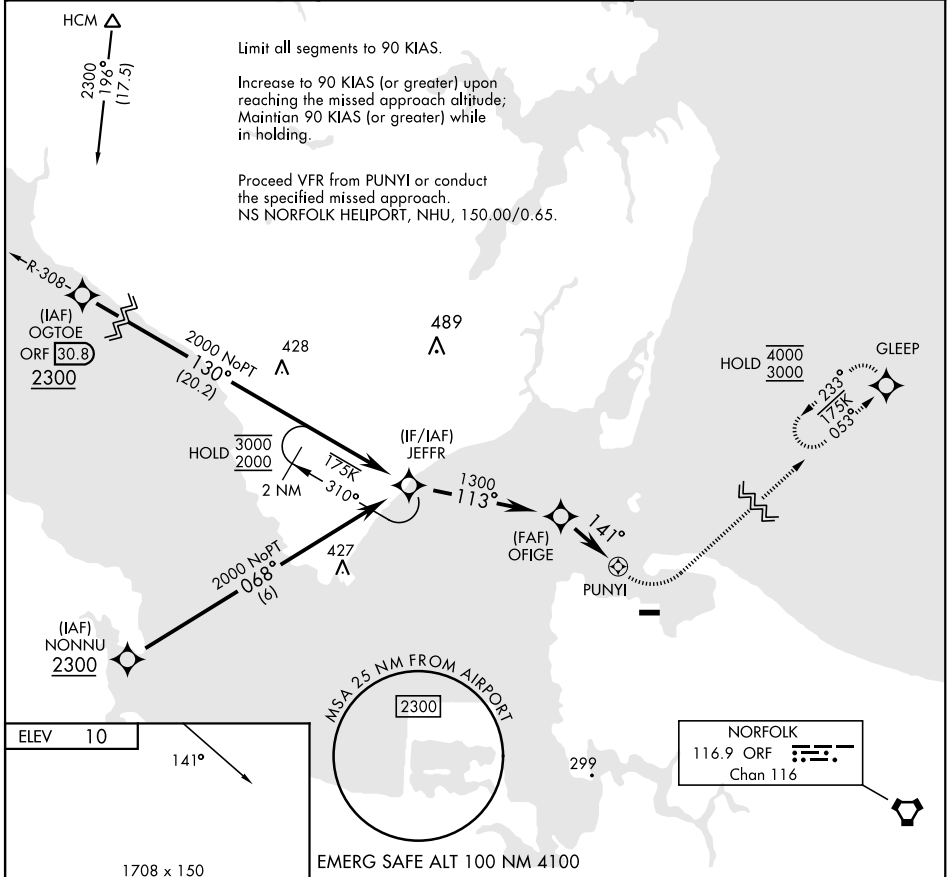 HCM
2300
196°
(17.5)
Limit all segments to 90 KIAS.
Increase to 90 KIAS (or greater) upon
reaching the missed approach altitude;
Maintian 90 KIAS (or greater) while
in holding.
Proceed VFR from PUNYI or conduct
the specified missed approach.
NS NORFOLK HELIPORT, NHU, 150.00/0.65.
R-308
(IAF)
OGTOE
ORF 30.8
2300
2000 NoPT
130°
(20.2)
428
489
HOLD 4000
3000
GLEEP
233°
175K
053°
HOLD 3000
2000
2 NM
175K
310°
(IF/IAF)
JEFFR
1300
113°
(FAF)
OFIGE
141°
PUNYI
427
2000 NoPT
068°
(6)
(IAF)
NONNU
2300
MSA 25 NM FROM AIRPORT
2300
299
NORFOLK
116.9 ORF
Chan 116
ELEV 10
141°
1708 x 150
EMERG SAFE ALT 100 NM 4100